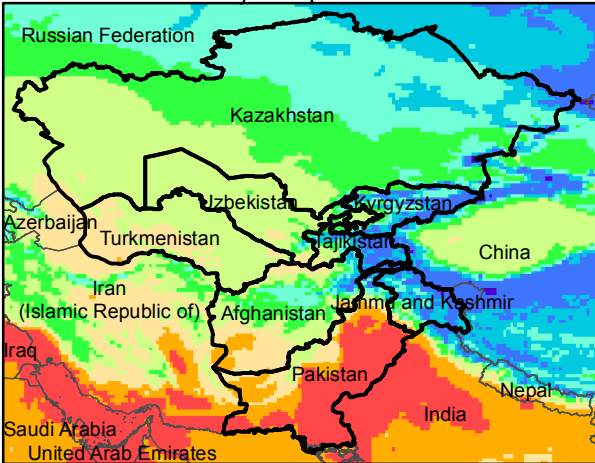 Russian Federation
Kazakhstan
Izbekistan
Kyrgyzstan
Azerbaijan
Turkmenistan
Tajikistan
China
Iran
(Islamic Republic of)
Afghanistan
Jammu and Kashmir
Iraq
Pakistan
Nepal
India
Saudi Arabia
United Arab Emirates